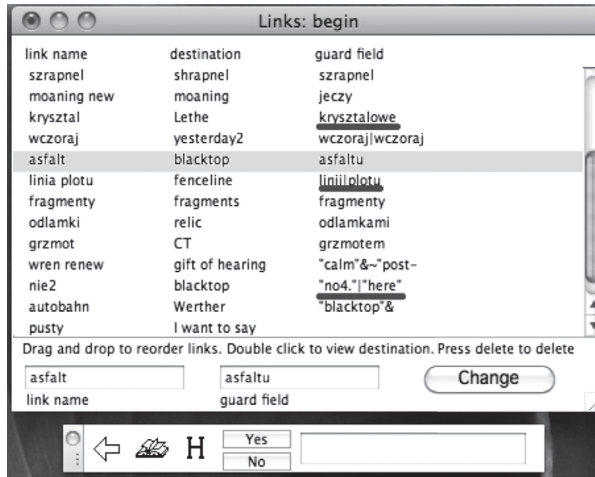 Links: begin
link name destination guard field
szrapnel shrapnel szrapnel
moaning new moaning jeczy
krysztal Lethe krysztalowe
wczoraj yesterday2 wczoraj|wczoraj
asfalt blacktop asfaltu
linia plotu fenceline linii|plotu
fragmenty fragments fragmenty
odlamki relic odlamkami
grzmot CT grzmotem
wren renew gift of hearing "calm"&~"post-
nie2 blacktop "no4."|"here"
autobahn Werther "blacktop"&
pusty I want to say
Drag and drop to reorder links. Double click to view destination. Press delete to delete
asfalt asfaltu Change
link name guard field
H Yes
No